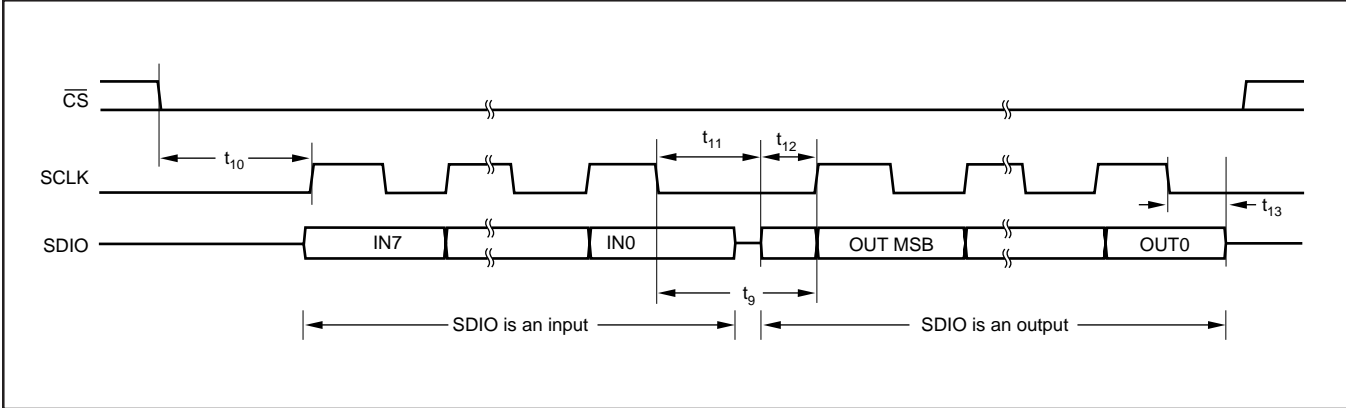 CS
t11
t12
t10
SCLK
t13
SDIO
IN7
IN0
OUT MSB
OUT0
t9
SDIO is an input
SDIO is an output